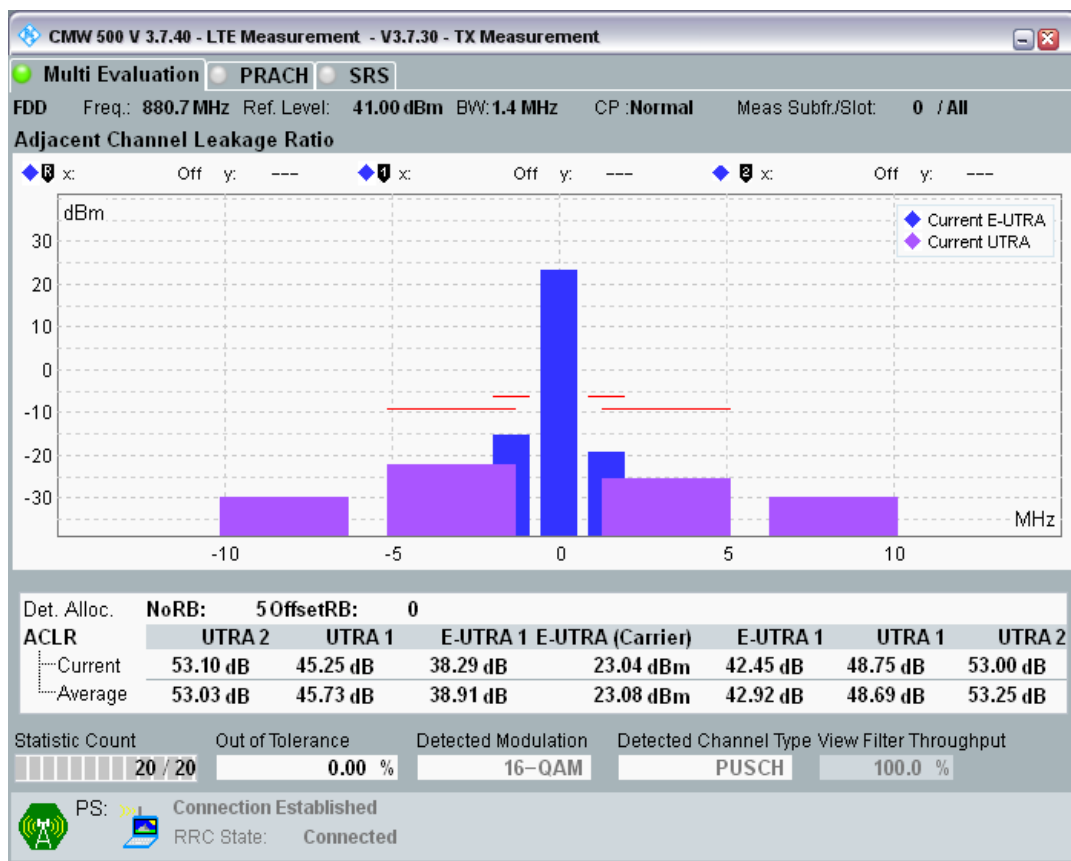 CMW 500 V 3.7.40 - LTE Measurement - V3.7.30 - TX Measurement
Multi Evaluation PRACH SRS
FDD Freq.: 880.7 MHz Ref. Level: 41.00 dBm BW: 1.4 MHz CP :Normal Meas Subfr./Slot: 0 / All
Adjacent Channel Leakage Ratio
R x: Off y: --- 1 x: Off y: --- 2 x: Off y: ---
dBm
Current E-UTRA
Current UTRA
30
20
10
0
-10
-20
-30
MHz
-10 -5 0 5 10
Det. Alloc. NoRB: 5 OffsetRB: 0
ACLR UTRA 2 UTRA 1 E-UTRA 1 E-UTRA (Carrier) E-UTRA 1 UTRA 1 UTRA 2
Current 53.10 dB 45.25 dB 38.29 dB 23.04 dBm 42.45 dB 48.75 dB 53.00 dB
Average 53.03 dB 45.73 dB 38.91 dB 23.08 dBm 42.92 dB 48.69 dB 53.25 dB
Statistic Count Out of Tolerance Detected Modulation Detected Channel Type View Filter Throughput
20 / 20 0.00 % 16-QAM PUSCH 100.0 %
PS: Connection Established
RRC State: Connected